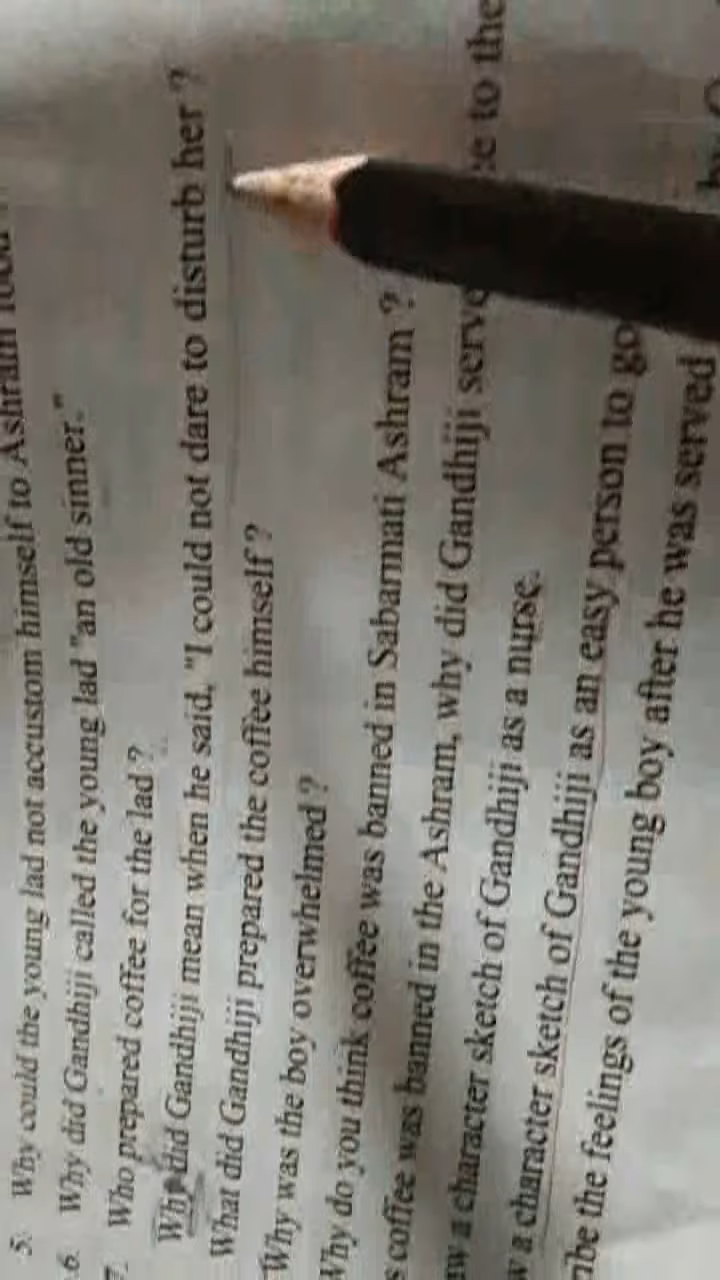 5. Why could the young lad not accustom himself to Ashram food
6. Why did Gandhiji called the young lad "an old sinner."
7. Who prepared coffee for the lad ?
Why did Gandhiji mean when he said, "I could not dare to disturb her ?
What did Gandhiji prepared the coffee himself ?
Why was the boy overwhelmed ?
Why do you think coffee was banned in Sabarmati Ashram ?
s coffee was banned in the Ashram, why did Gandhiji serve to the
aw a character sketch of Gandhiji as a nurse.
w a character sketch of Gandhiji as an easy person to go
ibe the feelings of the young boy after he was served